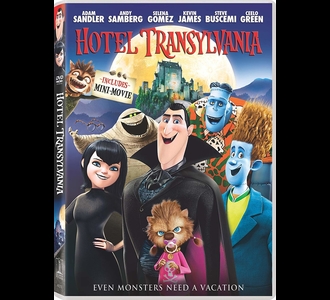 ADAM SANDLER
ANDY SAMBERG
SELENA GOMEZ
KEVIN JAMES
STEVE BUSCEMI
CEELO GREEN
HOTEL TRANSYLVANIA
INCLUDES
MINI-MOVIE
DVD
HOTEL TRANSYLVANIA
EVEN MONSTERS NEED A VACATION